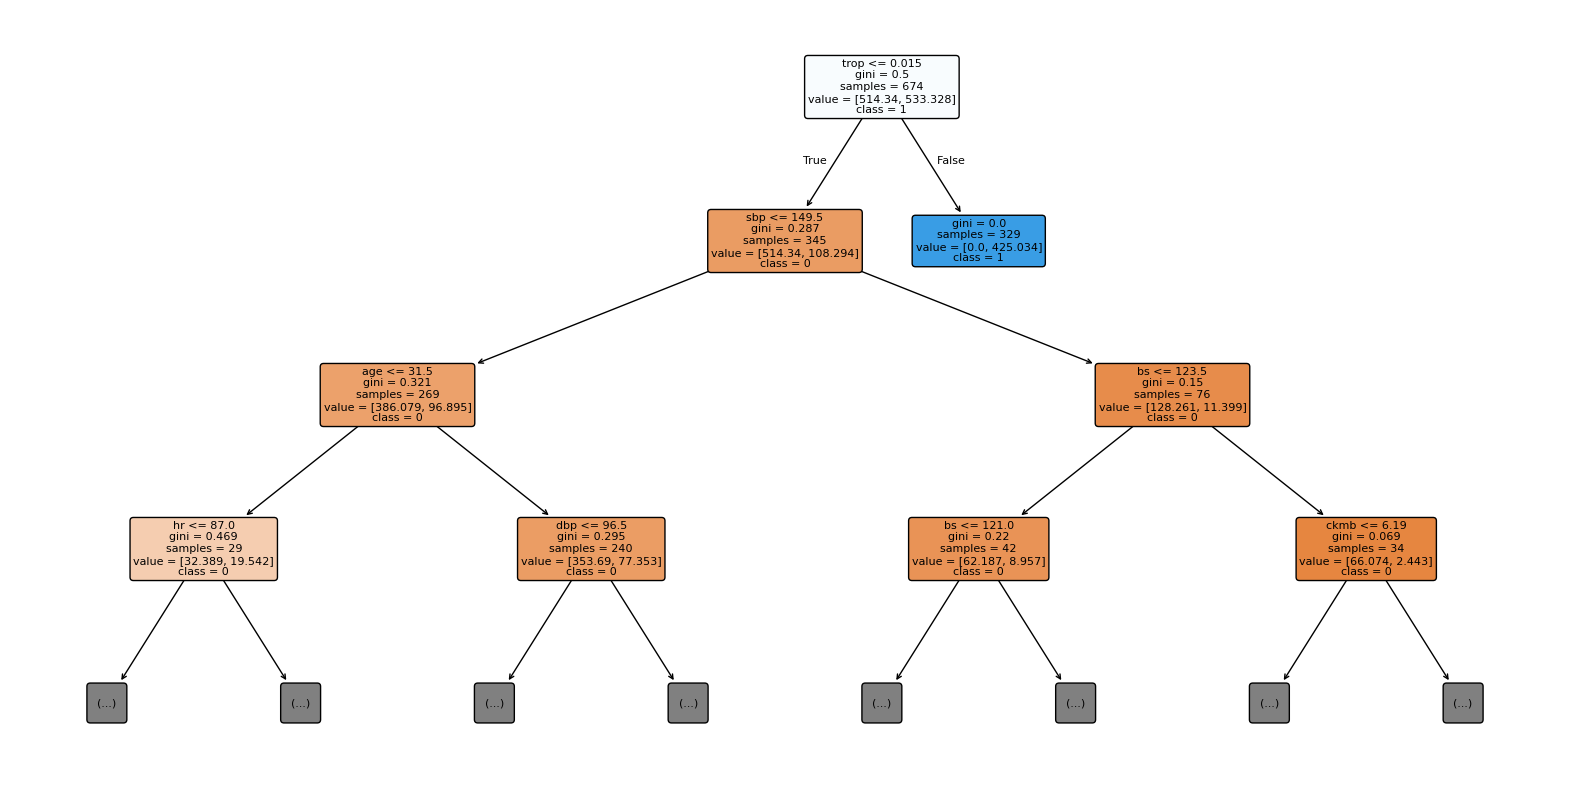 trop <= 0.015
gini = 0.5
samples = 674
value = [514.34, 533.328]
class = 1
True
False
sbp <= 149.5
gini = 0.287
samples = 345
value = [514.34, 108.294]
class = 0
gini = 0.0
samples = 329
value = [0.0, 425.034]
class = 1
age <= 31.5
gini = 0.321
samples = 269
value = [386.079, 96.895]
class = 0
bs <= 123.5
gini = 0.15
samples = 76
value = [128.261, 11.399]
class = 0
hr <= 87.0
gini = 0.469
samples = 29
value = [32.389, 19.542]
class = 0
dbp <= 96.5
gini = 0.295
samples = 240
value = [353.69, 77.353]
class = 0
bs <= 121.0
gini = 0.22
samples = 42
value = [62.187, 8.957]
class = 0
ckmb <= 6.19
gini = 0.069
samples = 34
value = [66.074, 2.443]
class = 0
(...)
(...)
(...)
(...)
(...)
(...)
(...)
(...)